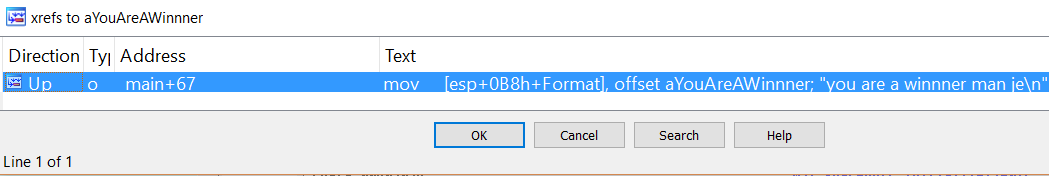 xrefs to aYouAreAWinnner
Direction Ty Address Text
Up o main+67 mov [esp+0B8h+Format], offset aYouAreAWinnner; "you are a winnner man je\n"
OK Cancel Search Help
Line 1 of 1